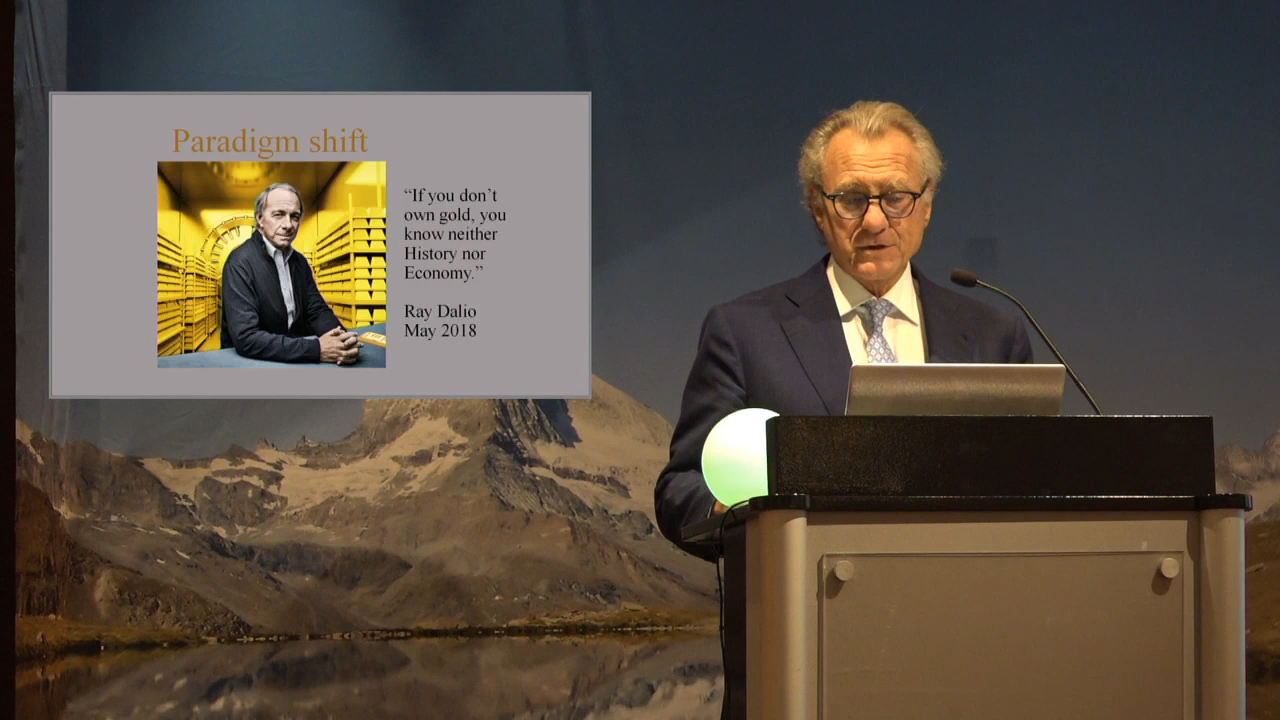 Paradigm shift
“If you don’t
own gold, you
know neither
History nor
Economy.”
Ray Dalio
May 2018